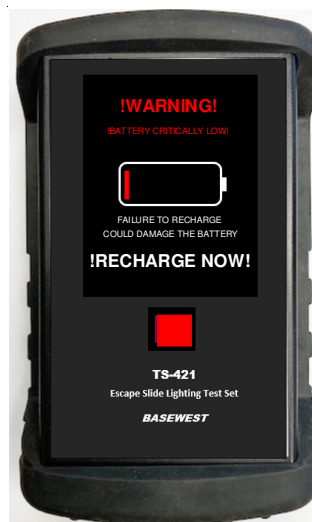 !WARNING!
!BATTERY CRITICALLY LOW!
FAILURE TO RECHARGE
COULD DAMAGE THE BATTERY
!RECHARGE NOW!
TS-421
Escape Slide Lighting Test Set
BASEWEST